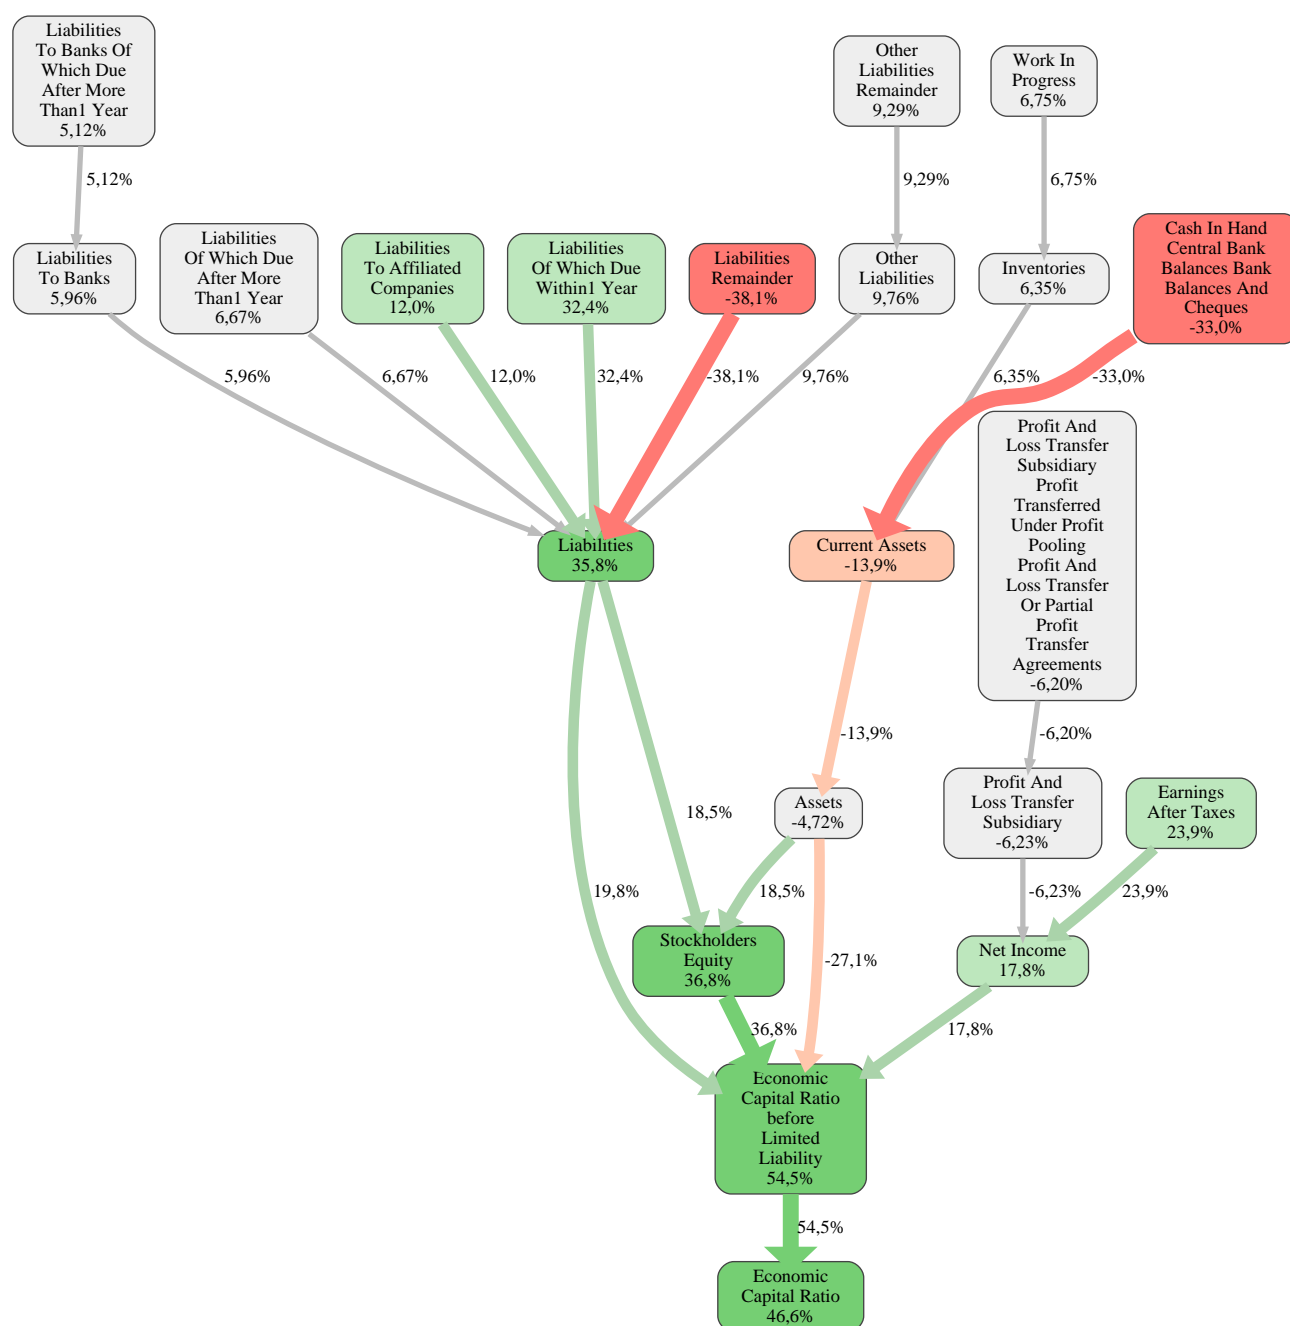 Liabilities
To Banks Of
Which Due
After More
Than1 Year
5,12%
Other
Liabilities
Remainder
9,29%
Work In
Progress
6,75%
5,12%
9,29%
6,75%
Liabilities
To Banks
5,96%
Liabilities
Of Which Due
After More
Than1 Year
6,67%
Liabilities
To Affiliated
Companies
12,0%
Liabilities
Of Which Due
Within1 Year
32,4%
Liabilities
Remainder
-38,1%
Other
Liabilities
9,76%
Inventories
6,35%
Cash In Hand
Central Bank
Balances Bank
Balances And
Cheques
-33,0%
5,96%
6,67%
12,0%
32,4%
-38,1%
9,76%
6,35%
-33,0%
Profit And
Loss Transfer
Subsidiary
Profit
Transferred
Under Profit
Pooling
Profit And
Loss Transfer
Or Partial
Profit
Transfer
Agreements
-6,20%
Liabilities
35,8%
Current Assets
-13,9%
-13,9%
-6,20%
Assets
-4,72%
Profit And
Loss Transfer
Subsidiary
-6,23%
Earnings
After Taxes
23,9%
18,5%
19,8%
18,5%
-6,23%
23,9%
Stockholders
Equity
36,8%
-27,1%
Net Income
17,8%
36,8%
17,8%
Economic
Capital Ratio
before
Limited
Liability
54,5%
54,5%
Economic
Capital Ratio
46,6%